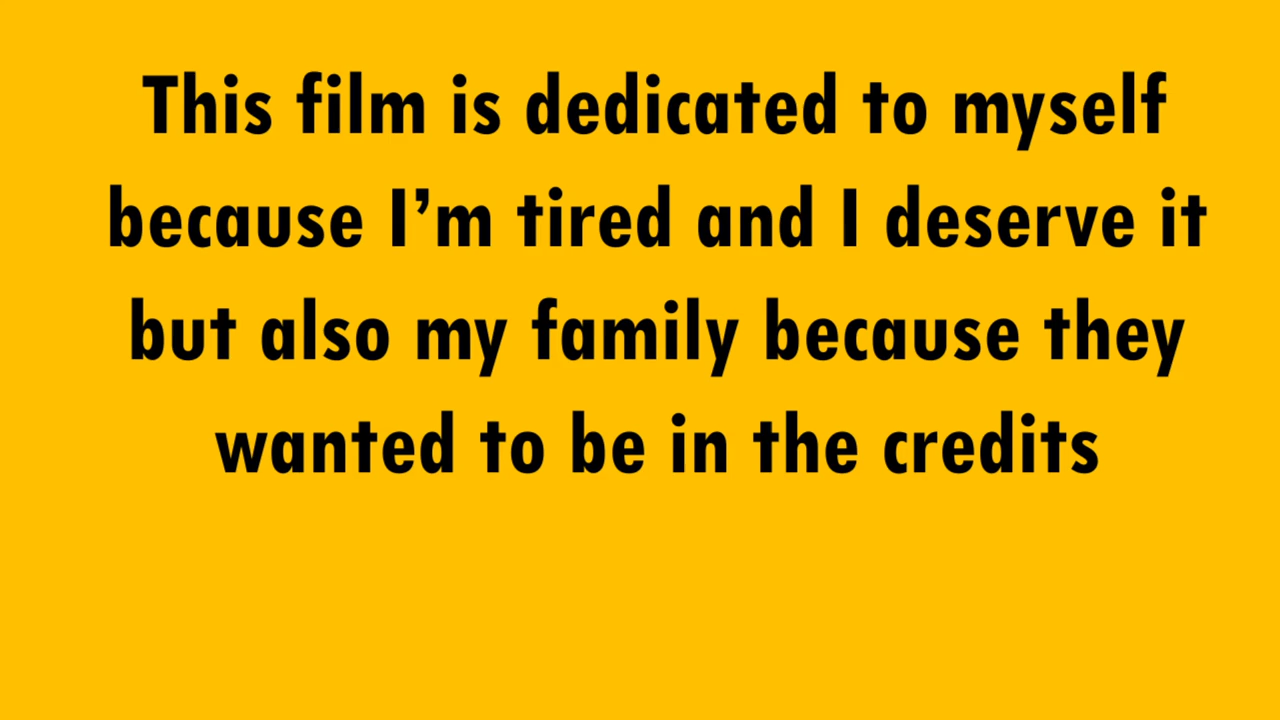 This film is dedicated to myself
because I’m tired and I deserve it
but also my family because they
wanted to be in the credits